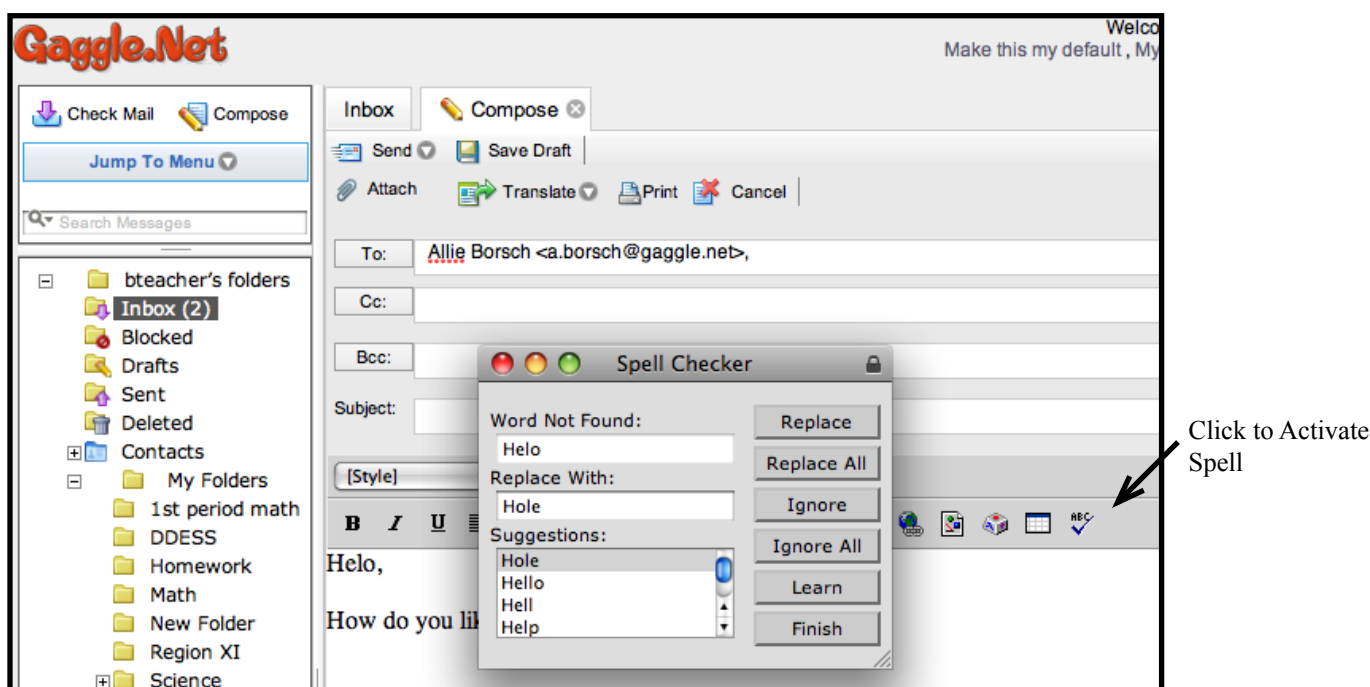 Gaggle.Net
Welco
Make this my default , My
Check Mail Compose
Jump To Menu
Search Messages
bteacher's folders
Inbox (2)
Blocked
Drafts
Sent
Deleted
Contacts
My Folders
1st period math
DDESS
Homework
Math
New Folder
Region XI
Science
Inbox Compose
Send Save Draft
Attach Translate Print Cancel
To: Allie Borsch <a.borsch@gaggle.net>,
Cc:
Bcc:
Subject:
[Style]
B I U ABC
Helo,
How do you lik
Spell Checker
Word Not Found:
Helo
Replace With:
Hole
Suggestions:
Hole
Hello
Hell
Help
Replace
Replace All
Ignore
Ignore All
Learn
Finish
Click to Activate
Spell